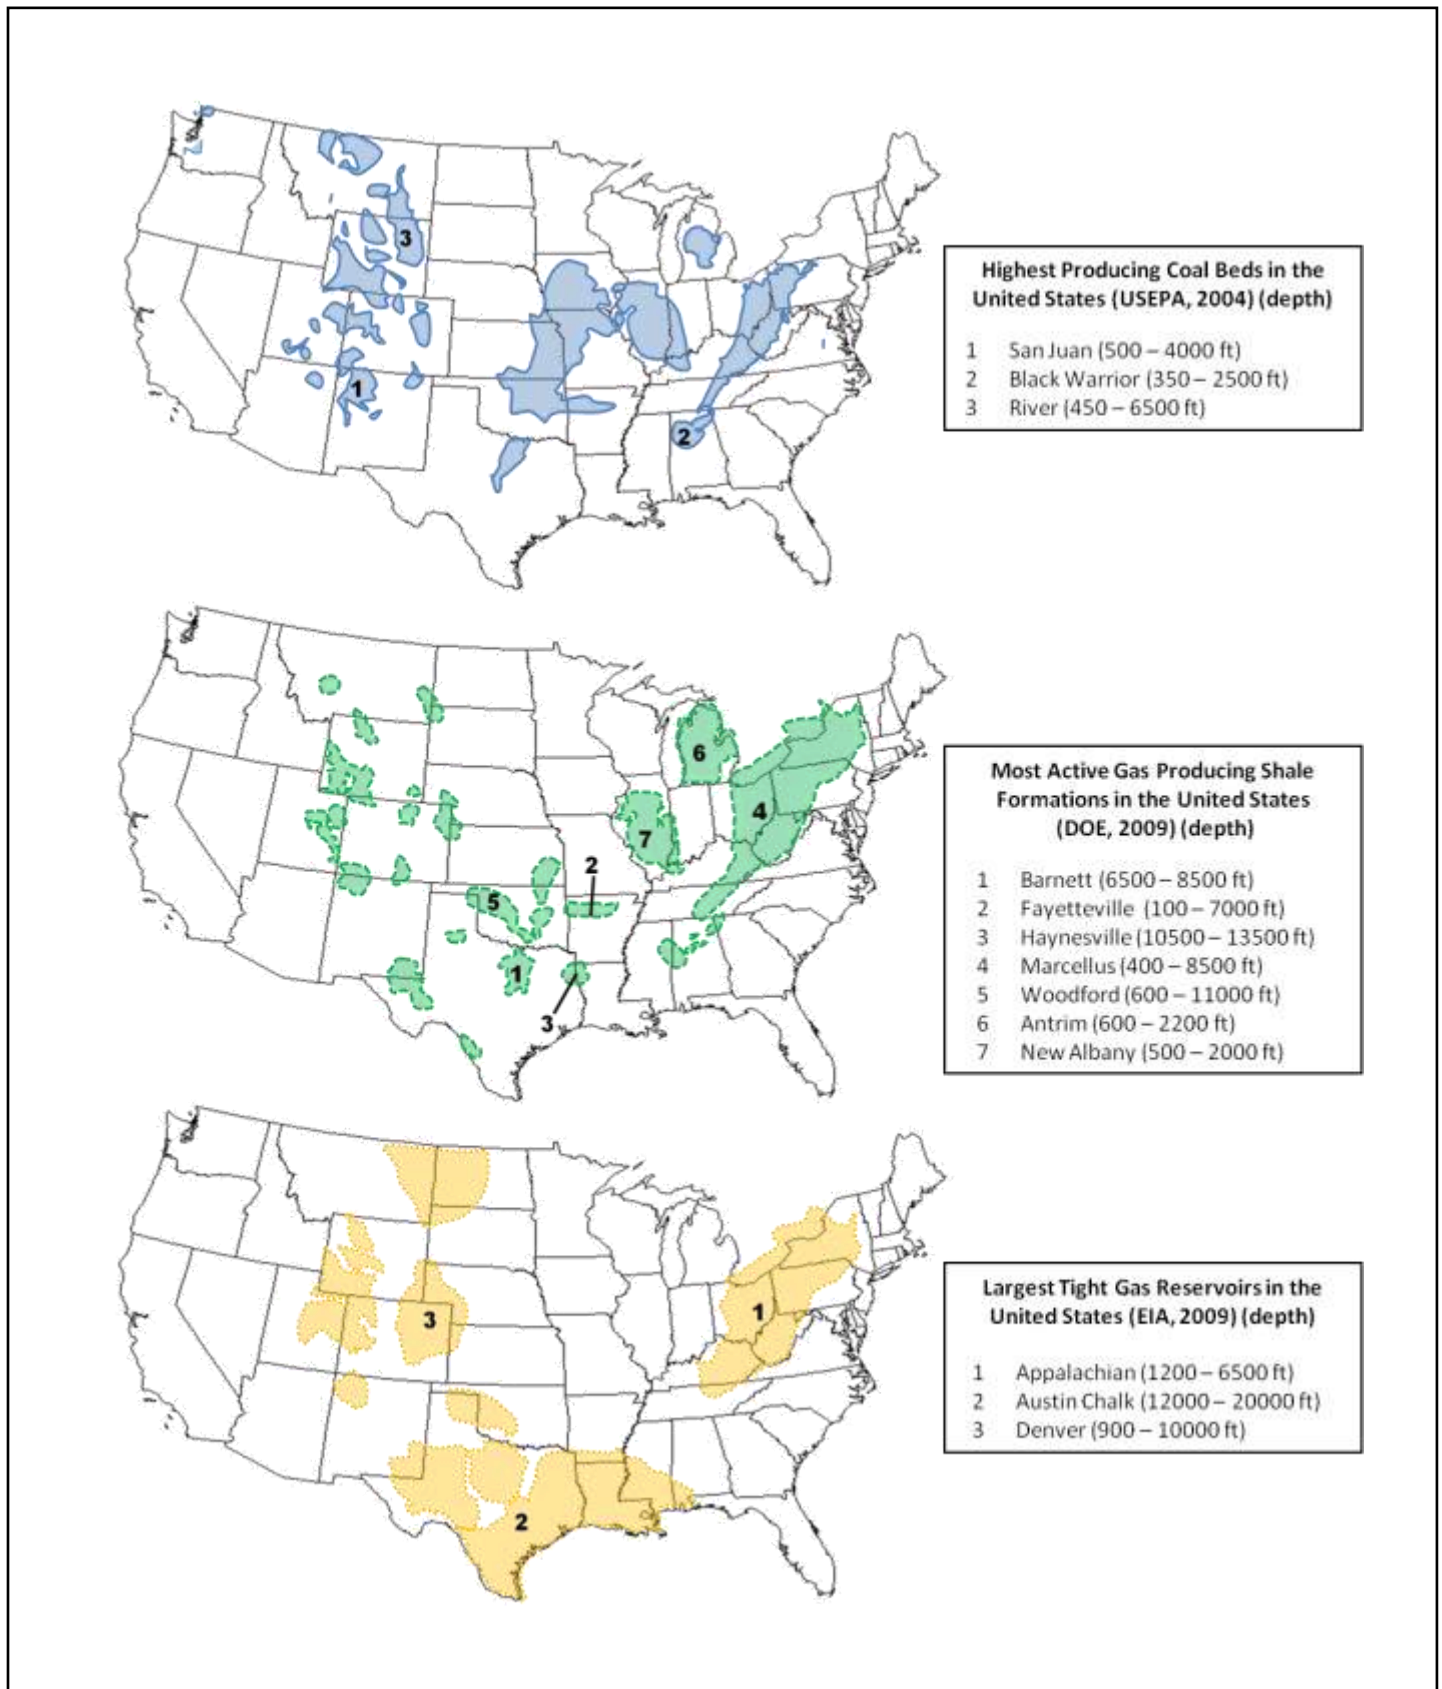 3
1
2
Highest Producing Coal Beds in the
United States (USEPA, 2004) (depth)
1 San Juan (500 – 4000 ft)
2 Black Warrior (350 – 2500 ft)
3 River (450 – 6500 ft)
6
4
7
2
5
1
3
Most Active Gas Producing Shale
Formations in the United States
(DOE, 2009) (depth)
1 Barnett (6500 – 8500 ft)
2 Fayetteville (100 – 7000 ft)
3 Haynesville (10500 – 13500 ft)
4 Marcellus (400 – 8500 ft)
5 Woodford (600 – 11000 ft)
6 Antrim (600 – 2200 ft)
7 New Albany (500 – 2000 ft)
1
3
2
Largest Tight Gas Reservoirs in the
United States (EIA, 2009) (depth)
1 Appalachian (1200 – 6500 ft)
2 Austin Chalk (12000 – 20000 ft)
3 Denver (900 – 10000 ft)